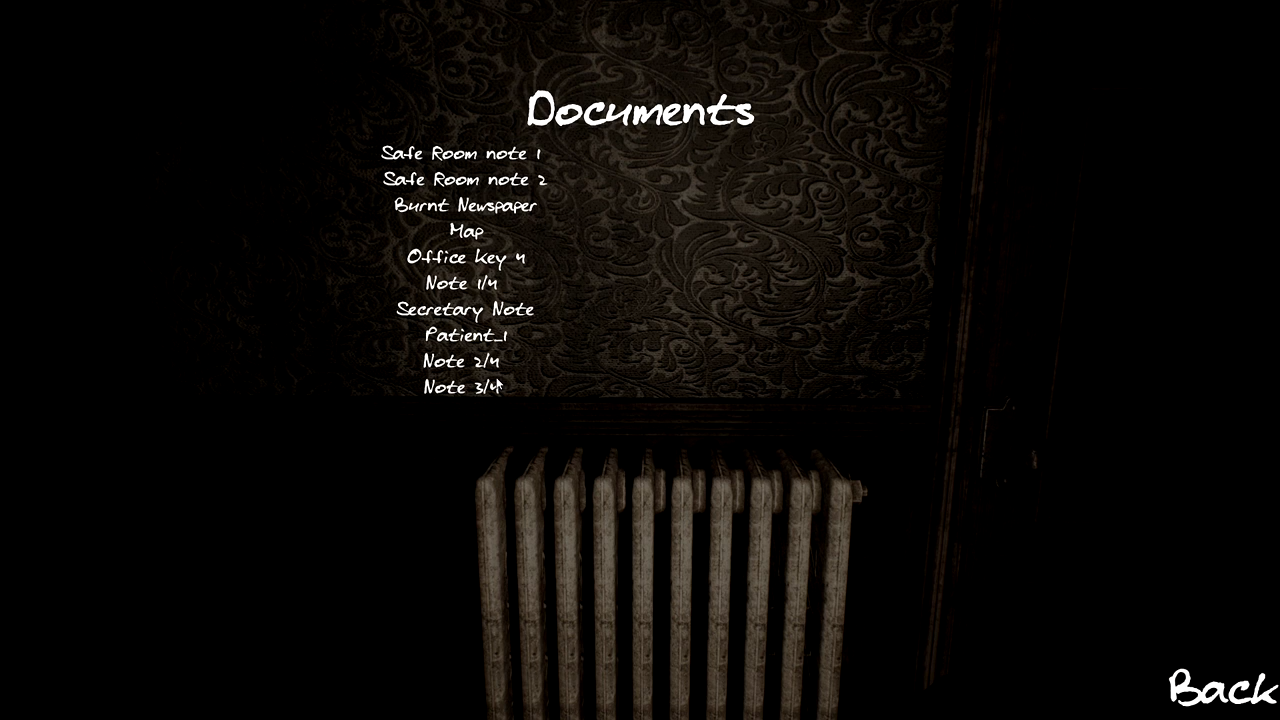 Documents
Safe Room note 1
Safe Room note 2
Burnt Newspaper
Map
Office Key 4
Note 1/4
Secretary Note
Patient_1
Note 2/4
Note 3/4
Back